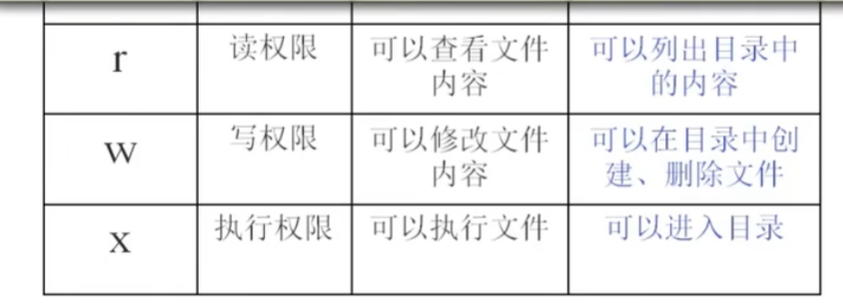 r 读权限 可以查看文件 可以列出目录中
内容 的内容
w 写权限 可以修改文件 可以在目录中创
内容 建、删除文件
x 执行权限 可以执行文件 可以进入目录